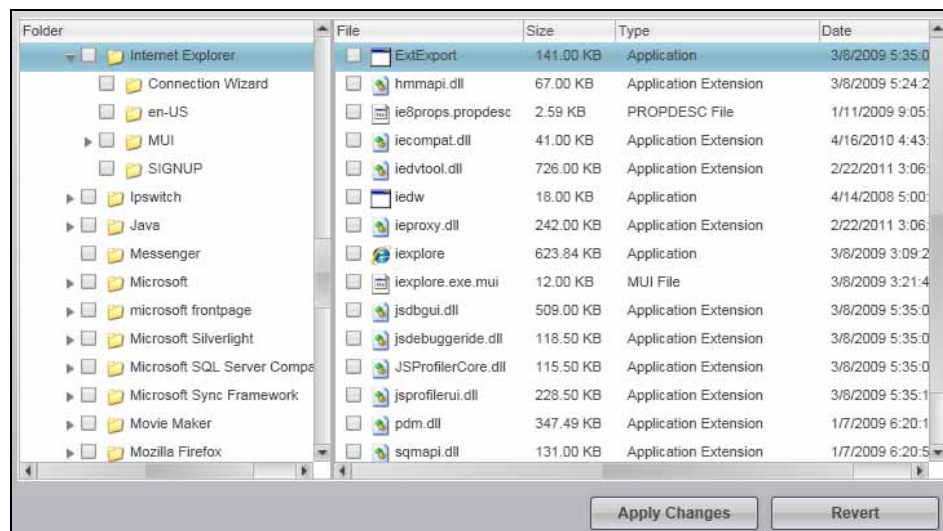 Folder
Internet Explorer
Connection Wizard
en-US
MUI
SIGNUP
Ipswitch
Java
Messenger
Microsoft
microsoft frontpage
Microsoft Silverlight
Microsoft SQL Server Compa
Microsoft Sync Framework
Movie Maker
Mozilla Firefox
File Size Type Date
ExtExport 141.00 KB Application 3/8/2009 5:35:0
hmmapi.dll 67.00 KB Application Extension 3/8/2009 5:24:2
ie8props.propdesc 2.59 KB PROPDESC File 1/11/2009 9:05:
iecompat.dll 41.00 KB Application Extension 4/16/2010 4:43:
iedvtool.dll 726.00 KB Application Extension 2/22/2011 3:06:
iedw 18.00 KB Application 4/14/2008 5:00:
ieproxy.dll 242.00 KB Application Extension 2/22/2011 3:06:
iexplore 623.84 KB Application 3/8/2009 3:09:2
iexplore.exe.mui 12.00 KB MUI File 3/8/2009 3:21:4
jsdbgui.dll 509.00 KB Application Extension 3/8/2009 5:35:0
jsdebuggeride.dll 118.50 KB Application Extension 3/8/2009 5:35:0
JSProfilerCore.dll 115.50 KB Application Extension 3/8/2009 5:35:0
jsprofilerui.dll 228.50 KB Application Extension 3/8/2009 5:35:1
pdm.dll 347.49 KB Application Extension 1/7/2009 6:20:1
sqmapi.dll 131.00 KB Application Extension 1/7/2009 6:20:5
Apply Changes Revert